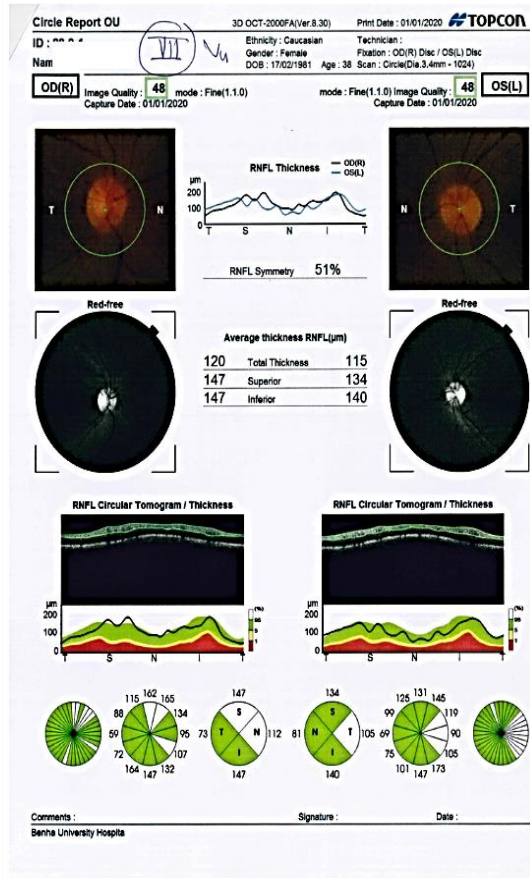 Circle Report OU
3D OCT-2000FA(Ver.8.30)
Print Date : 01/01/2020
TOPCON
ID :
Nam
VII
Ethnicity : Caucasian
Gender : Female
DOB : 17/02/1981 Age : 38
Technician :
Fixation : OD(R) Disc / OS(L) Disc
Scan : Circle(Dia.3.4mm - 1024)
OD(R)
Image Quality : 48 mode : Fine(1.1.0)
Capture Date : 01/01/2020
mode : Fine(1.1.0) Image Quality : 48
Capture Date : 01/01/2020
OS(L)
T N
RNFL Thickness
OD(R)
OS(L)
µm
200
100
0
T S N I T
N T
RNFL Symmetry 51%
Red-free
Red-free
Average thickness RNFL(µm)
120 Total Thickness 115
147 Superior 134
147 Inferior 140
RNFL Circular Tomogram / Thickness
RNFL Circular Tomogram / Thickness
µm
200
100
0
T S N I T
(%)
95
5
1
µm
200
100
0
T S N I T
(%)
95
5
1
115 162 165
88 134
59 95
72 107
164 147 132
147
S
73 T N 112
I
147
134
S
81 N T 105
I
140
125 131 145
99 119
69 90
75 105
101 147 173
Comments :
Signature :
Date :
Benha University Hospita